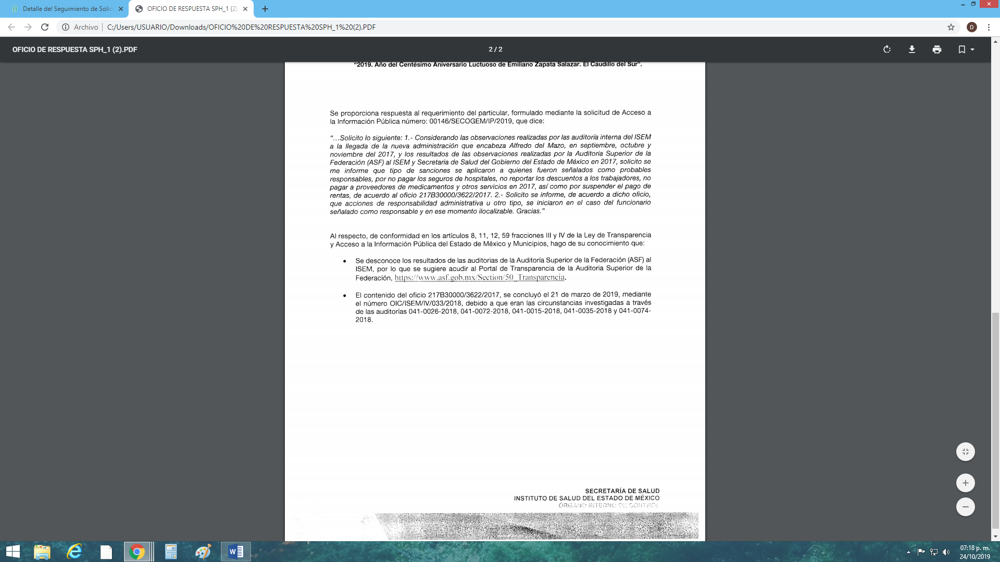 Detalle del Seguimiento de Solici
OFICIO DE RESPUESTA SPH_1 (2)
Archivo
C:/Users/USUARIO/Downloads/OFICIO%20DE%20RESPUESTA%20SPH_1%20(2).PDF
D
OFICIO DE RESPUESTA SPH_1 (2).PDF
2 / 2
“2019. Año del Centésimo Aniversario Luctuoso de Emiliano Zapata Salazar. El Caudillo del Sur”.
Se proporciona respuesta al requerimiento del particular, formulado mediante la solicitud de Acceso a
la Información Pública número: 00146/SECOGEM/IP/2019, que dice:
“…Solicito lo siguiente: 1.- Considerando las observaciones realizadas por las auditoría interna del ISEM
a la llegada de la nueva administración que encabeza Alfredo del Mazo, en septiembre, octubre y
noviembre del 2017, y los resultados de las observaciones realizadas por la Auditoria Superior de la
Federación (ASF) al ISEM y Secretaria de Salud del Gobierno del Estado de México en 2017, solicito se
me informe que tipo de sanciones se aplicaron a quienes fueron señalados como probables
responsables, por no pagar los seguros de hospitales, no reportar los descuentos a los trabajadores, no
pagar a proveedores de medicamentos y otros servicios en 2017, así como por suspender el pago de
rentas, de acuerdo al oficio 217B30000/3622/2017. 2.- Solicito se informe, de acuerdo a dicho oficio,
que acciones de responsabilidad administrativa u otro tipo, se iniciaron en el caso del funcionario
señalado como responsable y en ese momento ilocalizable. Gracias.”
Al respecto, de conformidad en los artículos 8, 11, 12, 59 fracciones III y IV de la Ley de Transparencia
y Acceso a la Información Pública del Estado de México y Municipios, hago de su conocimiento que:
• Se desconoce los resultados de las auditorias de la Auditoría Superior de la Federación (ASF) al
ISEM, por lo que se sugiere acudir al Portal de Transparencia de la Auditoria Superior de la
Federación, https://www.asf.gob.mx/Section/50_Transparencia.
• El contenido del oficio 217B30000/3622/2017, se concluyó el 21 de marzo de 2019, mediante
el número OIC/ISEM/IV/033/2018, debido a que eran las circunstancias investigadas a través
de las auditorías 041-0026-2018, 041-0072-2018, 041-0015-2018, 041-0035-2018 y 041-0074-
2018.
SECRETARÍA DE SALUD
INSTITUTO DE SALUD DEL ESTADO DE MÉXICO
ÓRGANO INTERNO DE CONTROL
07:18 p. m.
24/10/2019